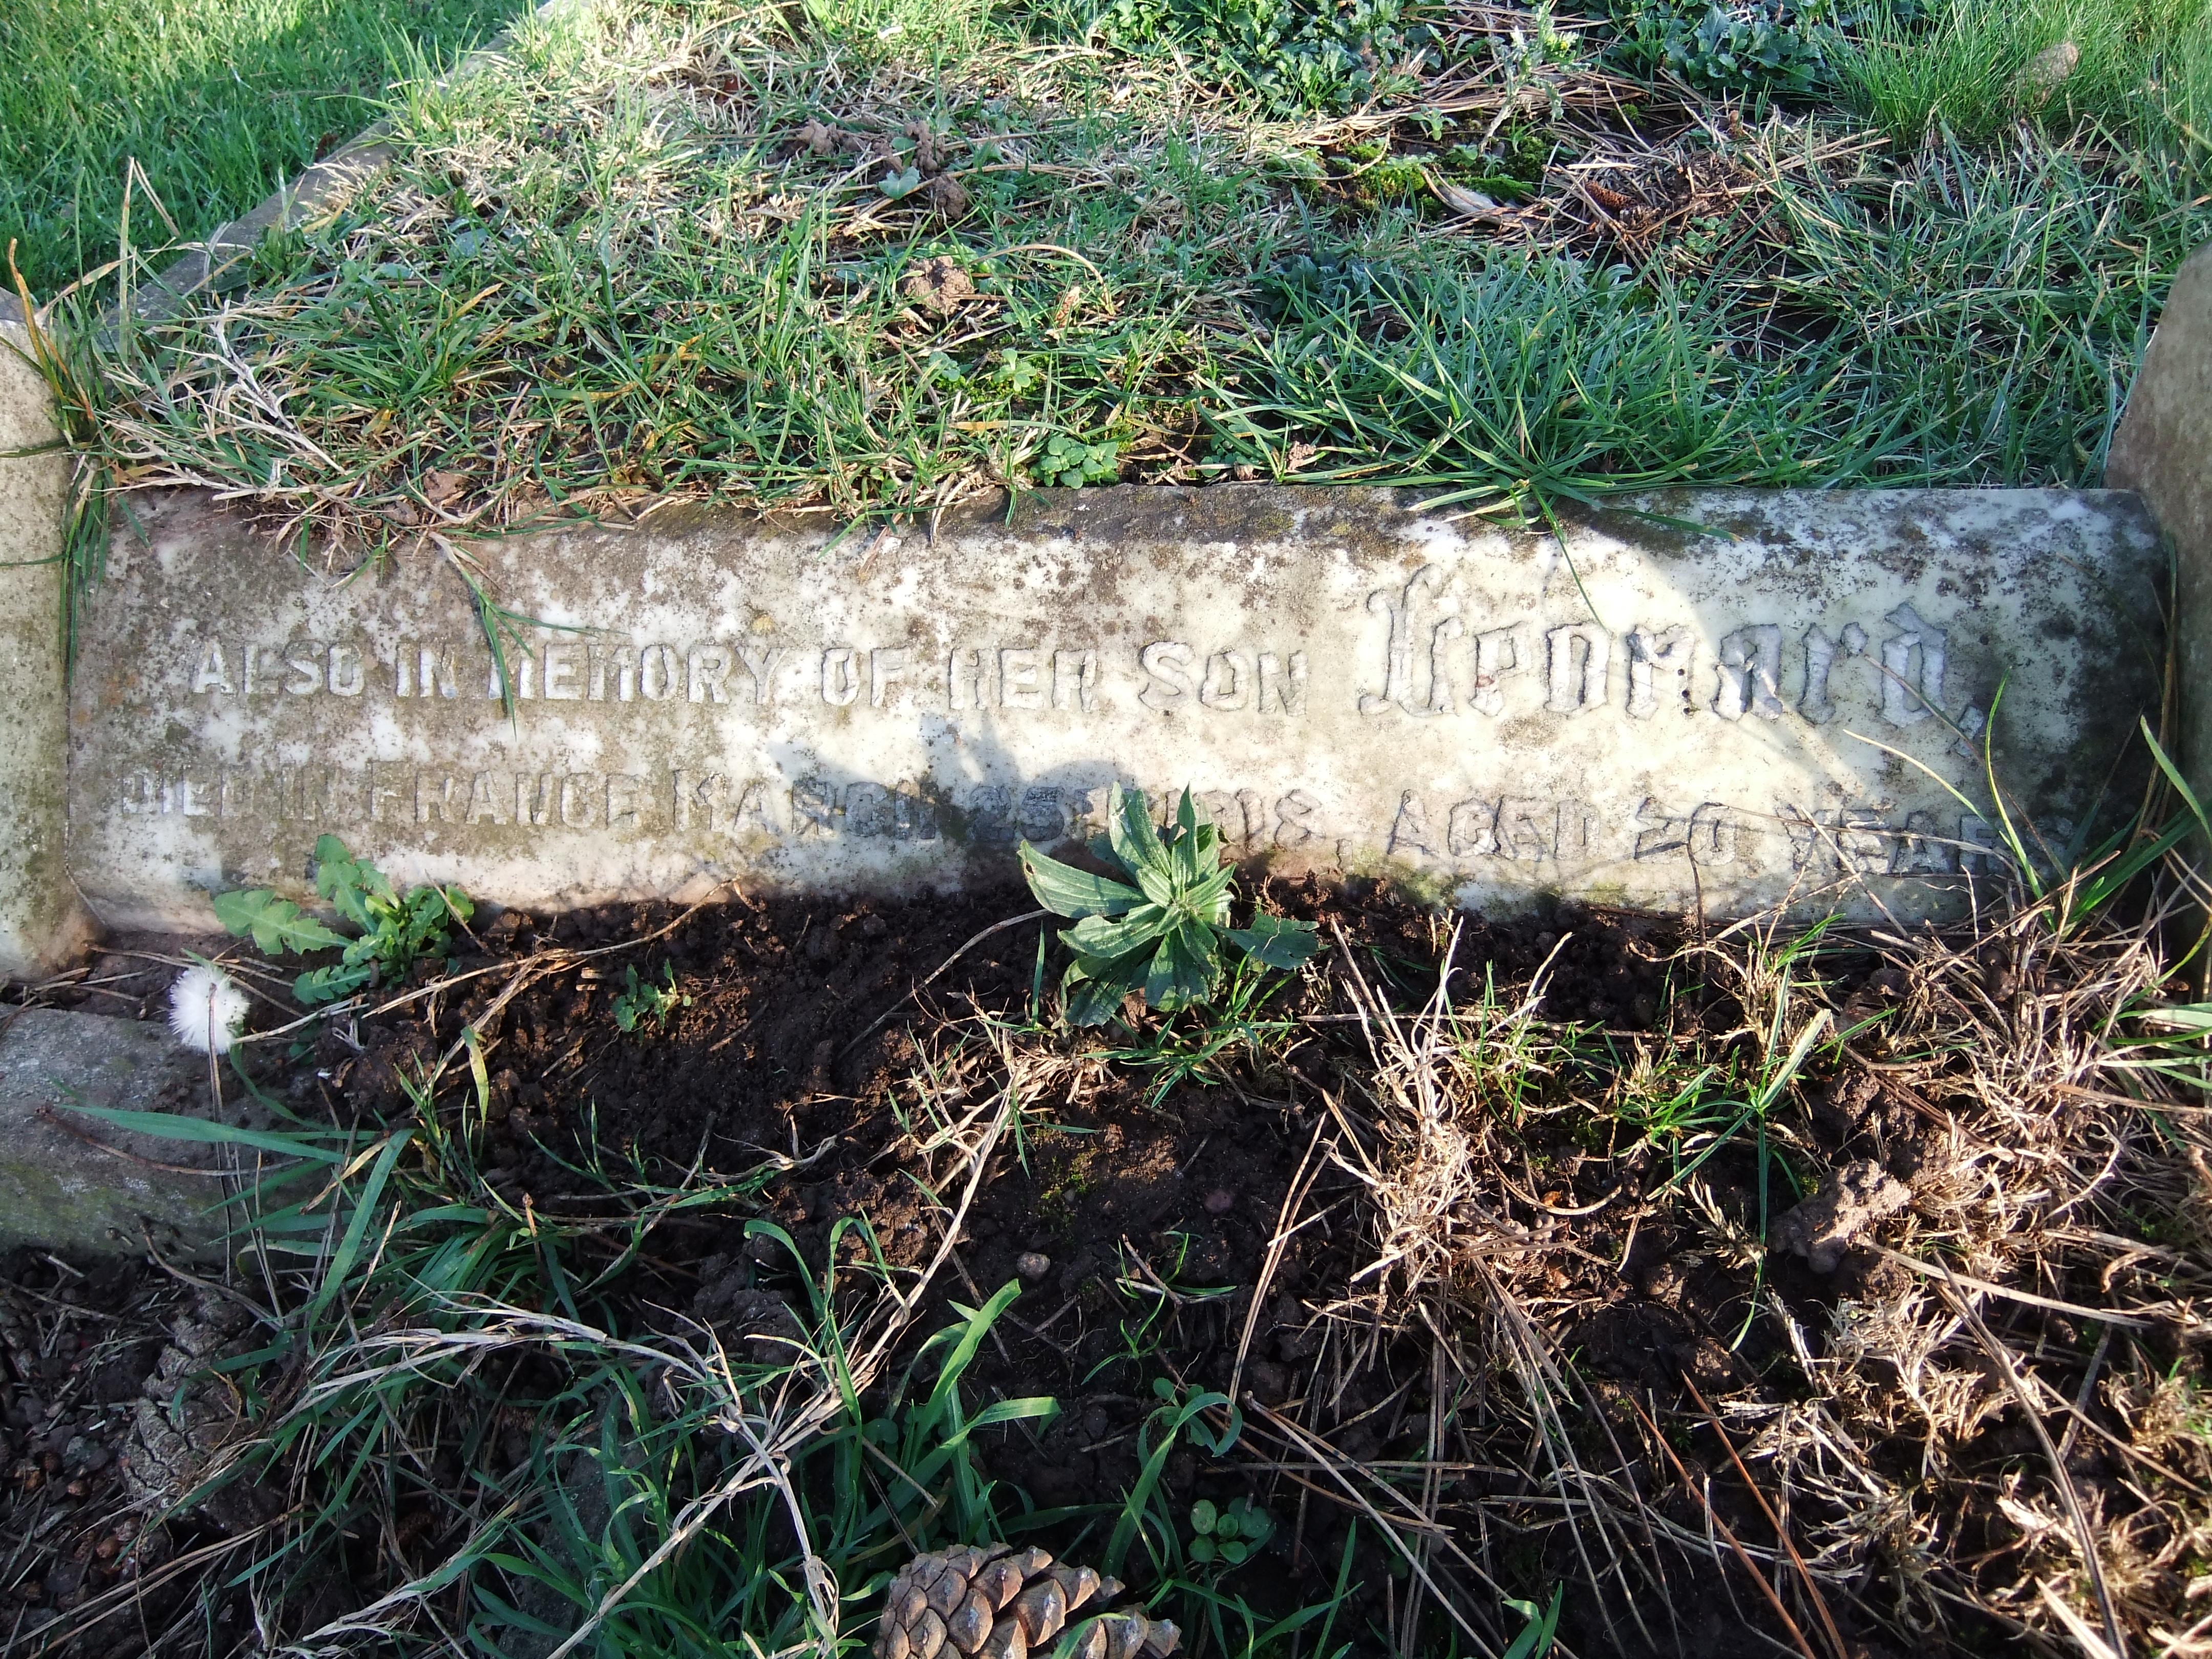 ALSO IN MEMORY OF HER SON Leonard,
DIED IN FRANCE MARCH 25TH 1918, AGED 20 YEARS